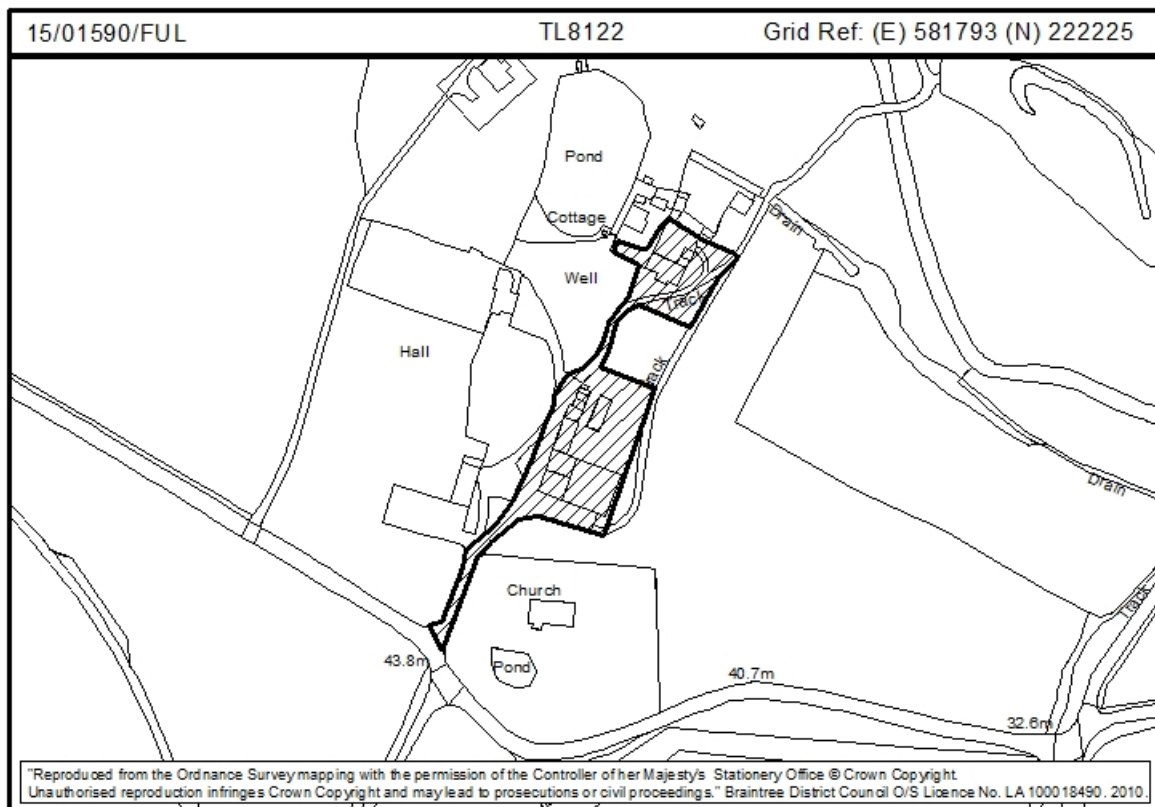 15/01590/FUL TL8122 Grid Ref: (E) 581793 (N) 222225
Pond
Cottage
Drain
Well
Track
Hall
Track
Drain
Church
Track
43.8m
Pond
40.7m
32.6m
"Reproduced from the Ordnance Survey mapping with the permission of the Controller of her Majesty's Stationery Office © Crown Copyright.
Unauthorised reproduction infringes Crown Copyright and may lead to prosecutions or civil proceedings." Braintree District Council O/S Licence No. LA 100018490. 2010.